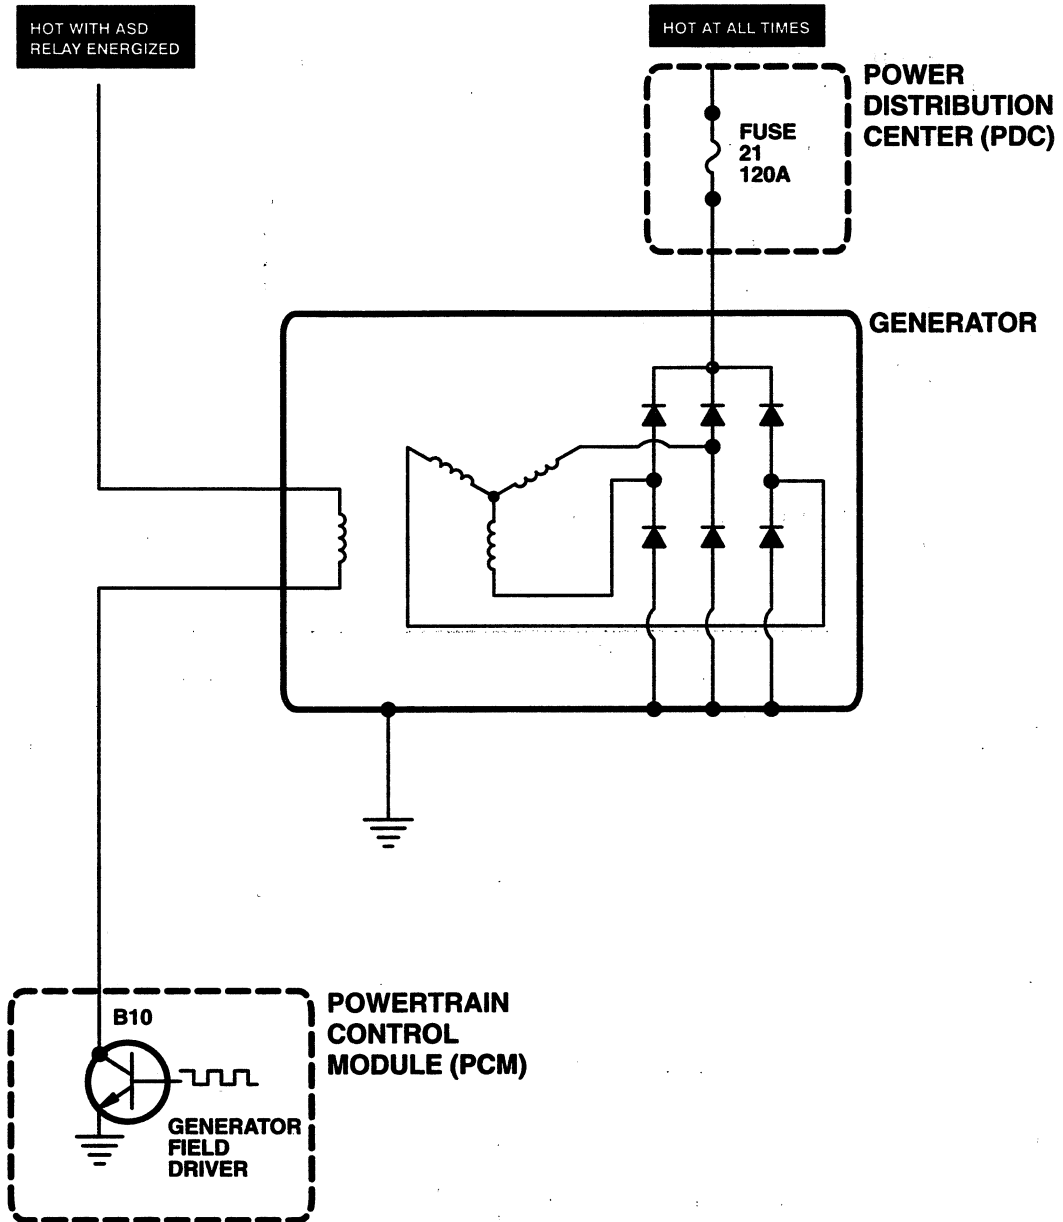 HOT WITH ASD
RELAY ENERGIZED
HOT AT ALL TIMES
POWER
DISTRIBUTION
CENTER (PDC)
FUSE
21
120A
GENERATOR
B10
POWERTRAIN
CONTROL
MODULE (PCM)
GENERATOR
FIELD
DRIVER